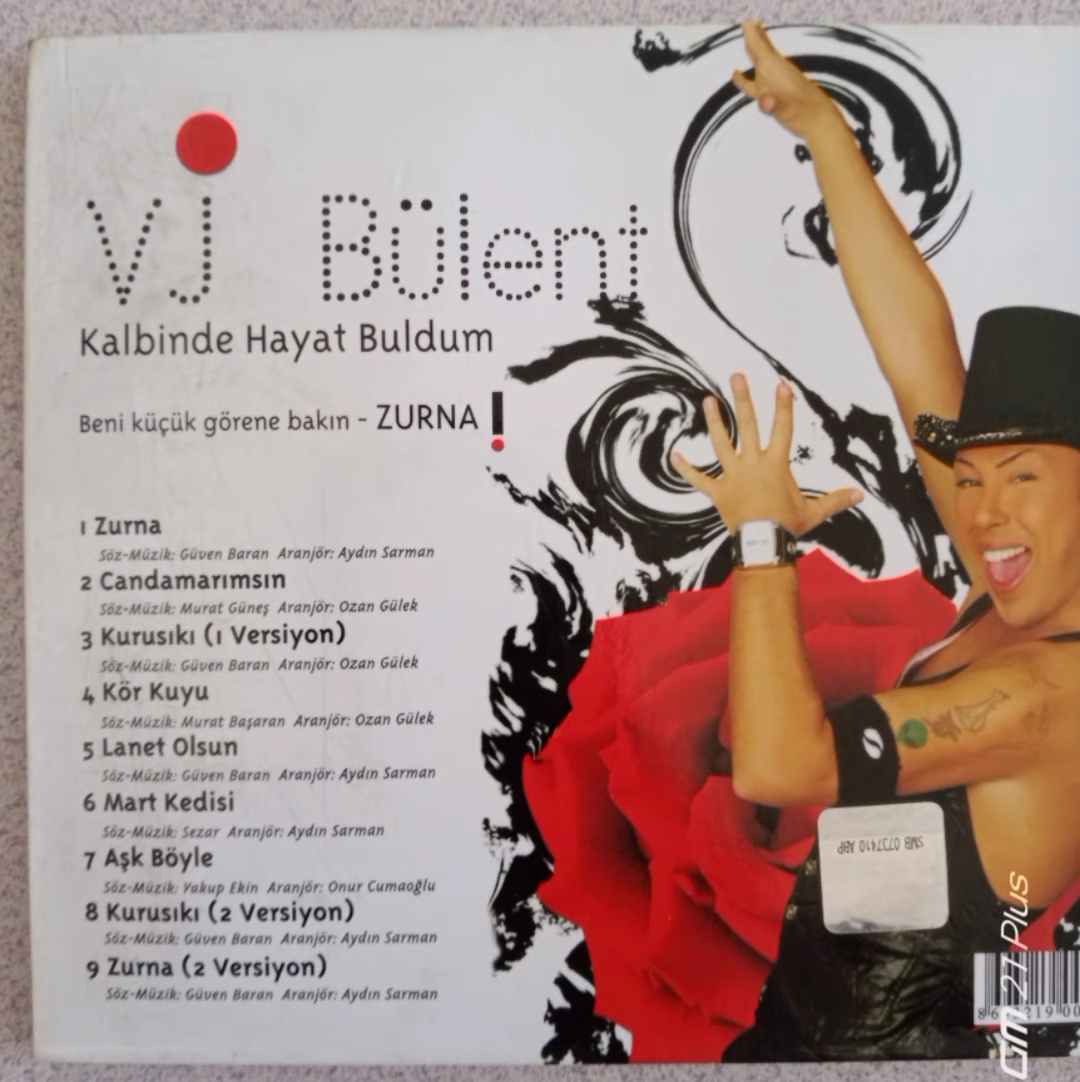 VJ Bülent
Kalbinde Hayat Buldum
Beni küçük görene bakın - ZURNA !
1 Zurna
Söz-Müzik: Güven Baran Aranjör: Aydın Sarman
2 Candamarımsın
Söz-Müzik: Murat Güneş Aranjör: Ozan Gülek
3 Kurusıkı (1 Versiyon)
Söz-Müzik: Güven Baran Aranjör: Ozan Gülek
4 Kör Kuyu
Söz-Müzik: Murat Başaran Aranjör: Ozan Gülek
5 Lanet Olsun
Söz-Müzik: Güven Baran Aranjör: Aydın Sarman
6 Mart Kedisi
Söz-Müzik: Sezar Aranjör: Aydın Sarman
7 Aşk Böyle
Söz-Müzik: Yakup Ekin Aranjör: Onur Cumaoğlu
8 Kurusıkı (2 Versiyon)
Söz-Müzik: Güven Baran Aranjör: Aydın Sarman
9 Zurna (2 Versiyon)
Söz-Müzik: Güven Baran Aranjör: Aydın Sarman
SMB 0737410 ABP
GM 21 Plus